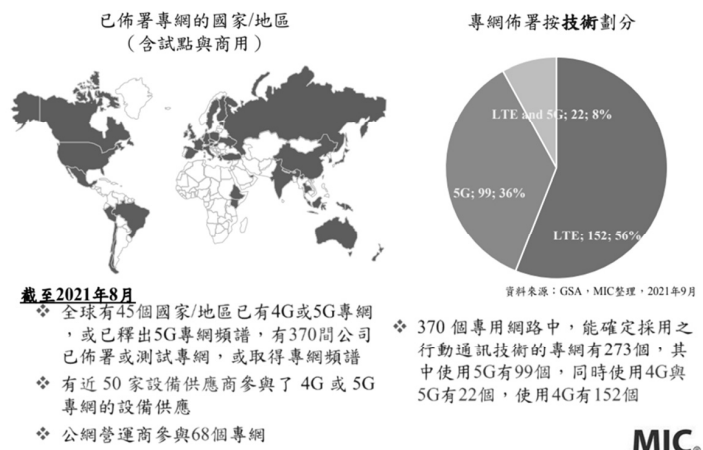 已佈署專網的國家/地區
（含試點與商用）
截至2021年8月
❖ 全球有45個國家/地區已有4G或5G專網
，或已釋出5G專網頻譜，有370間公司
已佈署或測試專網，或取得專網頻譜
❖ 有近 50 家設備供應商參與了 4G 或 5G
專網的設備供應
❖ 公網營運商參與68個專網
專網佈署按技術劃分
LTE and 5G; 22; 8%
5G; 99; 36%
LTE; 152; 56%
資料來源：GSA，MIC整理，2021年9月
❖ 370 個專用網路中，能確定採用之
行動通訊技術的專網有273個，其
中使用5G有99個，同時使用4G與
5G有22個，使用4G有152個
MIC®